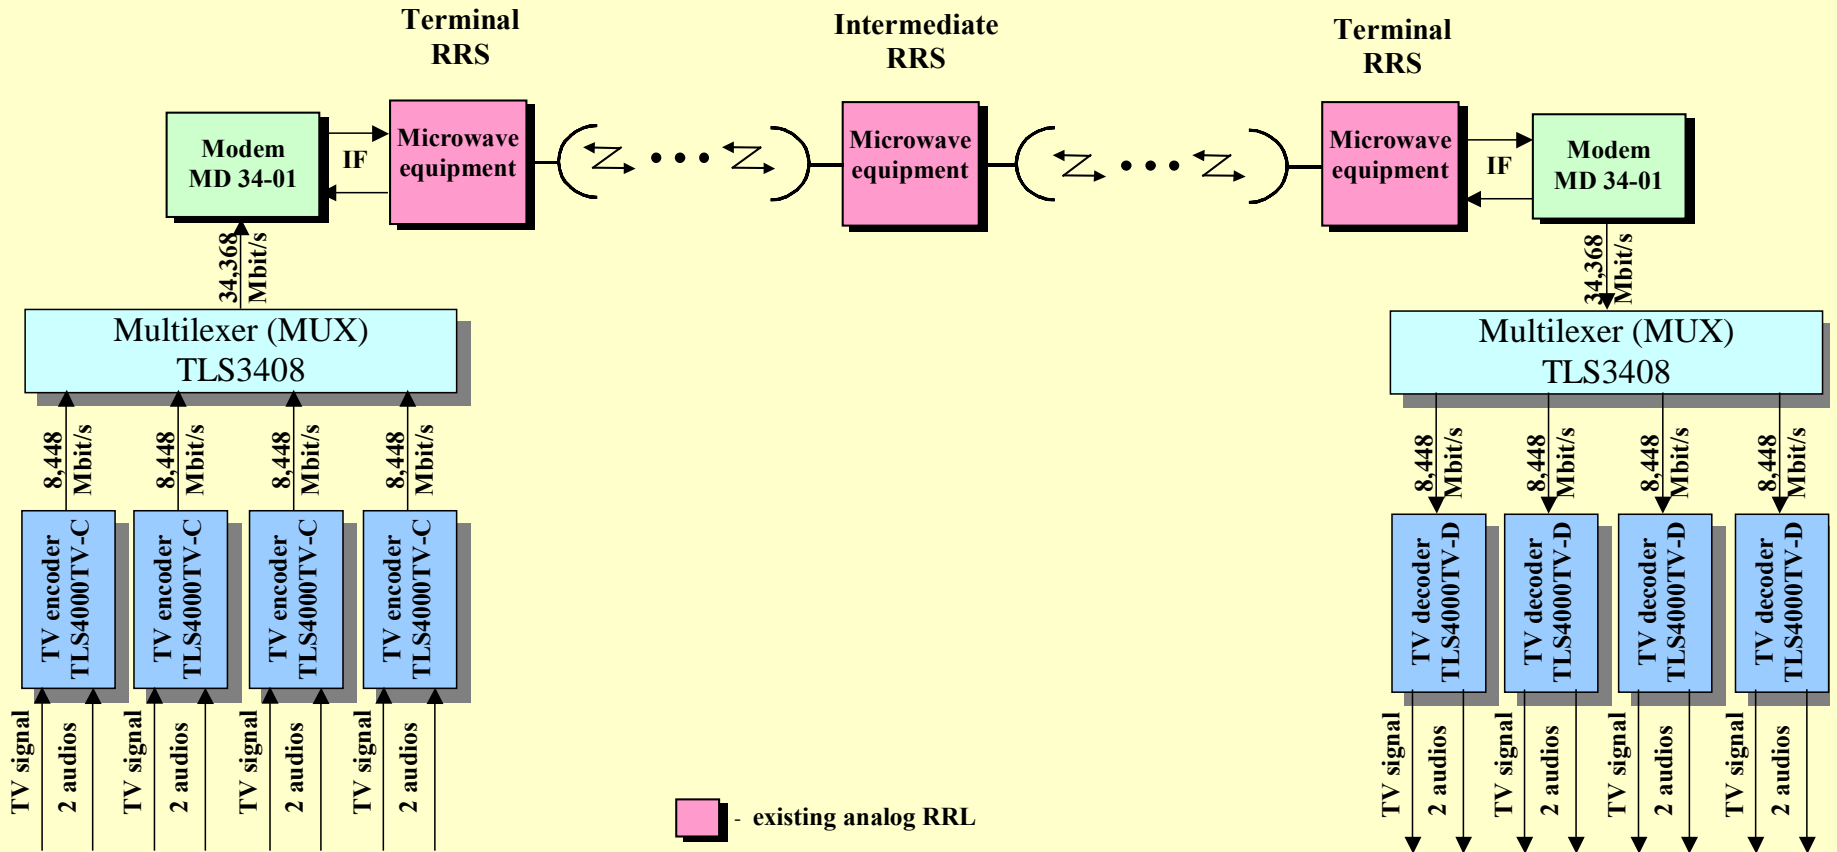 Terminal
RRS
Intermediate
RRS
Terminal
RRS
Modem
MD 34-01
IF
Microwave
equipment
Microwave
equipment
Microwave
equipment
IF
Modem
MD 34-01
34,368
Mbit/s
34,368
Mbit/s
Multilexer (MUX)
TLS3408
Multilexer (MUX)
TLS3408
8,448
Mbit/s
8,448
Mbit/s
8,448
Mbit/s
8,448
Mbit/s
8,448
Mbit/s
8,448
Mbit/s
8,448
Mbit/s
8,448
Mbit/s
TV encoder
TLS4000TV-C
TV encoder
TLS4000TV-C
TV encoder
TLS4000TV-C
TV encoder
TLS4000TV-C
TV decoder
TLS4000TV-D
TV decoder
TLS4000TV-D
TV decoder
TLS4000TV-D
TV decoder
TLS4000TV-D
TV signal
2 audios
TV signal
2 audios
TV signal
2 audios
TV signal
2 audios
TV signal
2 audios
TV signal
2 audios
TV signal
2 audios
TV signal
2 audios
- existing analog RRL